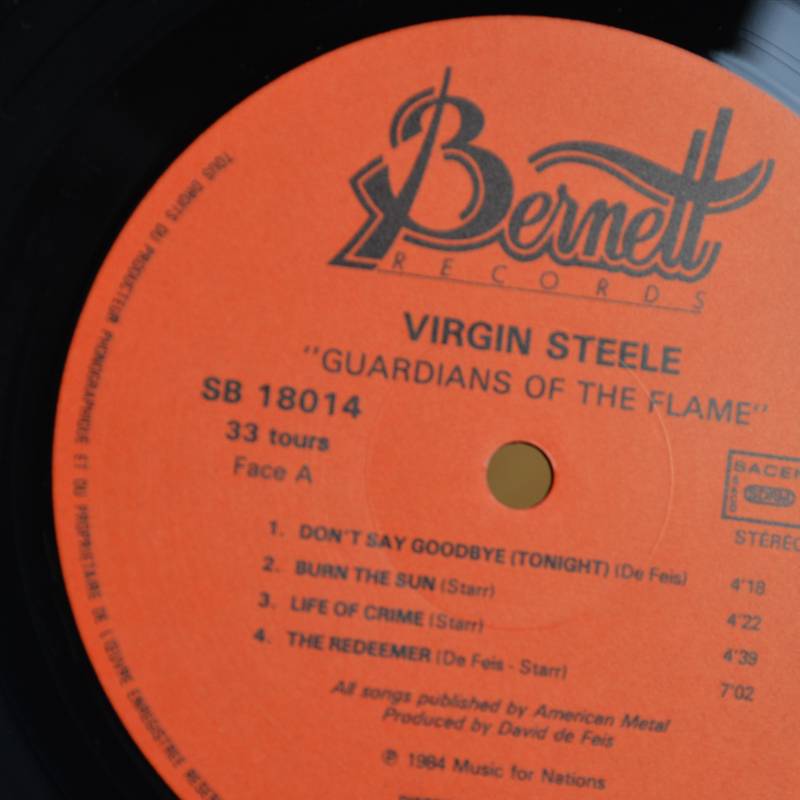 Bernett
RECORDS
VIRGIN STEELE
"GUARDIANS OF THE FLAME"
SB 18014
33 tours
Face A
SACEM
SDRM
STÉRÉO
1. DON'T SAY GOODBYE (TONIGHT) (De Feis) 4'18
2. BURN THE SUN (Starr) 4'22
3. LIFE OF CRIME (Starr) 4'39
4. THE REDEEMER (De Feis - Starr) 7'02
All songs published by American Metal
Produced by David de Feis
℗ 1984 Music for Nations
TOUS DROITS DU PRODUCTEUR PHONOGRAPHIQUE ET DU PROPRIETAIRE DE L'ŒUVRE ENREGISTREE